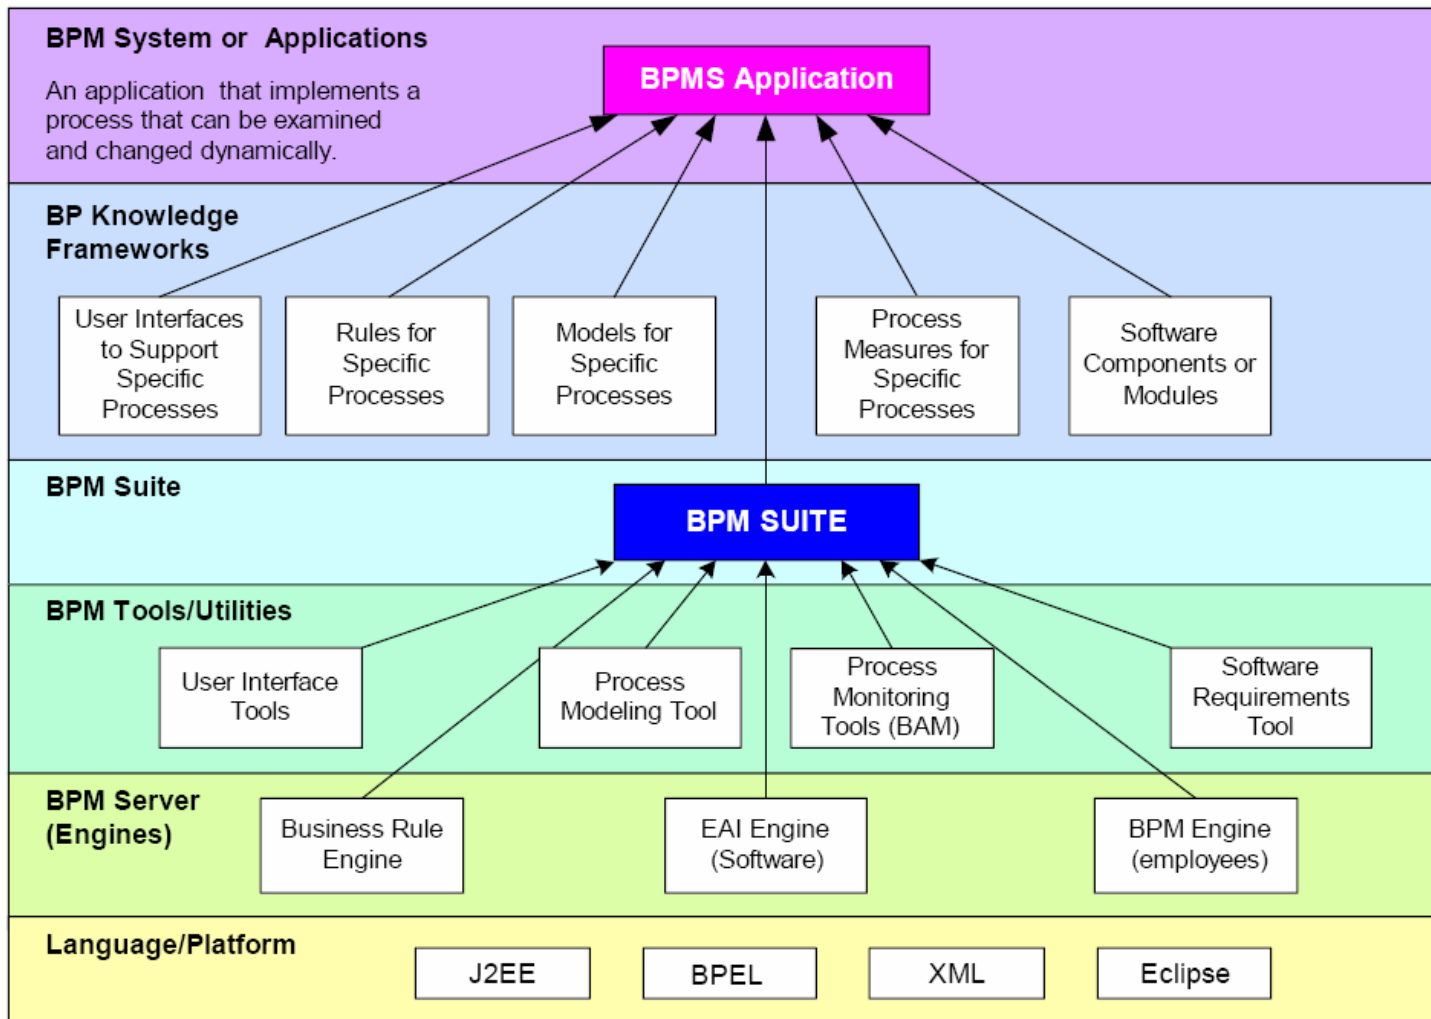 BPM System or Applications
An application that implements a
process that can be examined
and changed dynamically.
BPMS Application
BP Knowledge
Frameworks
User Interfaces
to Support
Specific
Processes
Rules for
Specific
Processes
Models for
Specific
Processes
Process
Measures for
Specific
Processes
Software
Components or
Modules
BPM Suite
BPM SUITE
BPM Tools/Utilities
User Interface
Tools
Process
Modeling Tool
Process
Monitoring
Tools (BAM)
Software
Requirements
Tool
BPM Server
(Engines)
Business Rule
Engine
EAI Engine
(Software)
BPM Engine
(employees)
Language/Platform
J2EE
BPEL
XML
Eclipse